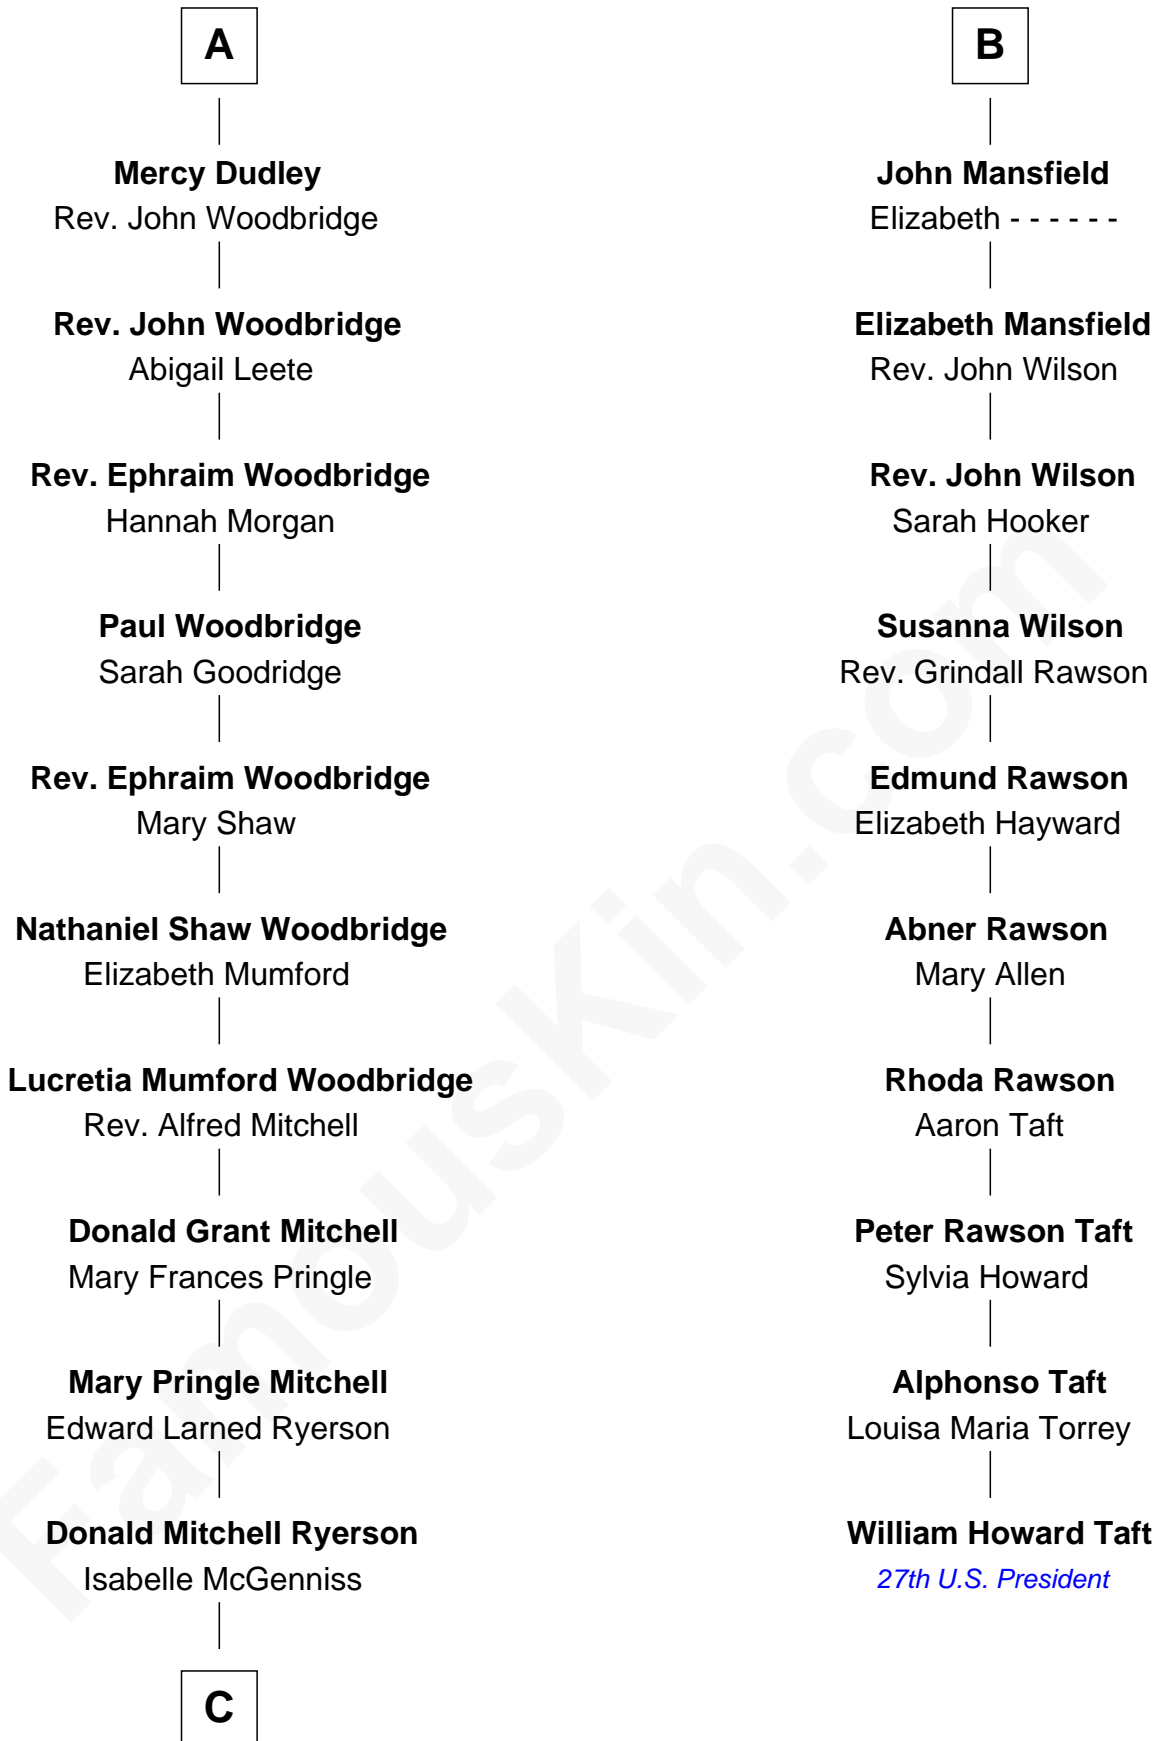 A
Mercy Dudley
Rev. John Woodbridge
Rev. John Woodbridge
Abigail Leete
Rev. Ephraim Woodbridge
Hannah Morgan
Paul Woodbridge
Sarah Goodridge
Rev. Ephraim Woodbridge
Mary Shaw
Nathaniel Shaw Woodbridge
Elizabeth Mumford
Lucretia Mumford Woodbridge
Rev. Alfred Mitchell
Donald Grant Mitchell
Mary Frances Pringle
Mary Pringle Mitchell
Edward Larned Ryerson
Donald Mitchell Ryerson
Isabelle McGenniss
C
B
John Mansfield
Elizabeth - - - - - -
Elizabeth Mansfield
Rev. John Wilson
Rev. John Wilson
Sarah Hooker
Susanna Wilson
Rev. Grindall Rawson
Edmund Rawson
Elizabeth Hayward
Abner Rawson
Mary Allen
Rhoda Rawson
Aaron Taft
Peter Rawson Taft
Sylvia Howard
Alphonso Taft
Louisa Maria Torrey
William Howard Taft
27th U.S. President
FamousKin.com